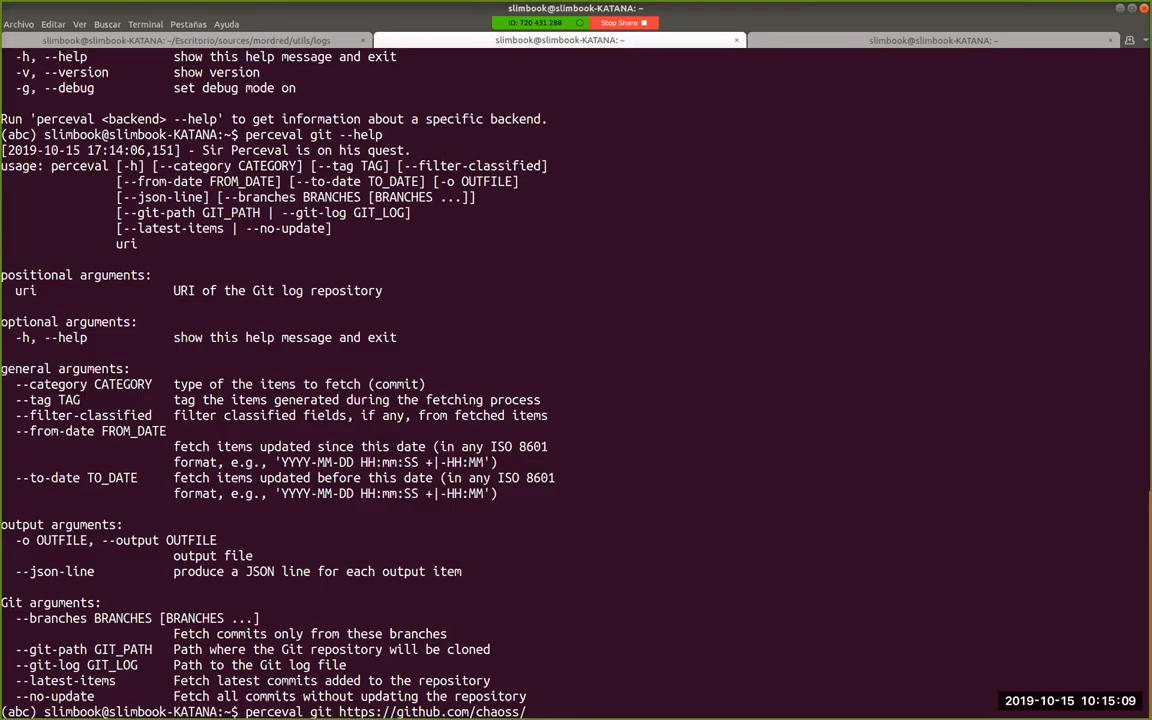 slimbook@slimbook-KATANA: ~
Archivo Editar Ver Buscar Terminal Pestañas Ayuda
ID: 720 431 288 Stop Share
slimbook@slimbook-KATANA: ~/Escritorio/sources/mordred/utils/logs × slimbook@slimbook-KATANA: ~ × slimbook@slimbook-KATANA: ~ ×
-h, --help show this help message and exit
-v, --version show version
-g, --debug set debug mode on
Run 'perceval <backend> --help' to get information about a specific backend.
(abc) slimbook@slimbook-KATANA:~$ perceval git --help
[2019-10-15 17:14:06,151] - Sir Perceval is on his quest.
usage: perceval [-h] [--category CATEGORY] [--tag TAG] [--filter-classified]
[--from-date FROM_DATE] [--to-date TO_DATE] [-o OUTFILE]
[--json-line] [--branches BRANCHES [BRANCHES ...]]
[--git-path GIT_PATH | --git-log GIT_LOG]
[--latest-items | --no-update]
uri
positional arguments:
uri URI of the Git log repository
optional arguments:
-h, --help show this help message and exit
general arguments:
--category CATEGORY type of the items to fetch (commit)
--tag TAG tag the items generated during the fetching process
--filter-classified filter classified fields, if any, from fetched items
--from-date FROM_DATE
fetch items updated since this date (in any ISO 8601
format, e.g., 'YYYY-MM-DD HH:mm:SS +|-HH:MM')
--to-date TO_DATE fetch items updated before this date (in any ISO 8601
format, e.g., 'YYYY-MM-DD HH:mm:SS +|-HH:MM')
output arguments:
-o OUTFILE, --output OUTFILE
output file
--json-line produce a JSON line for each output item
Git arguments:
--branches BRANCHES [BRANCHES ...]
Fetch commits only from these branches
--git-path GIT_PATH Path where the Git repository will be cloned
--git-log GIT_LOG Path to the Git log file
--latest-items Fetch latest commits added to the repository
--no-update Fetch all commits without updating the repository
(abc) slimbook@slimbook-KATANA:~$ perceval git https://github.com/chaoss/
2019-10-15 10:15:09